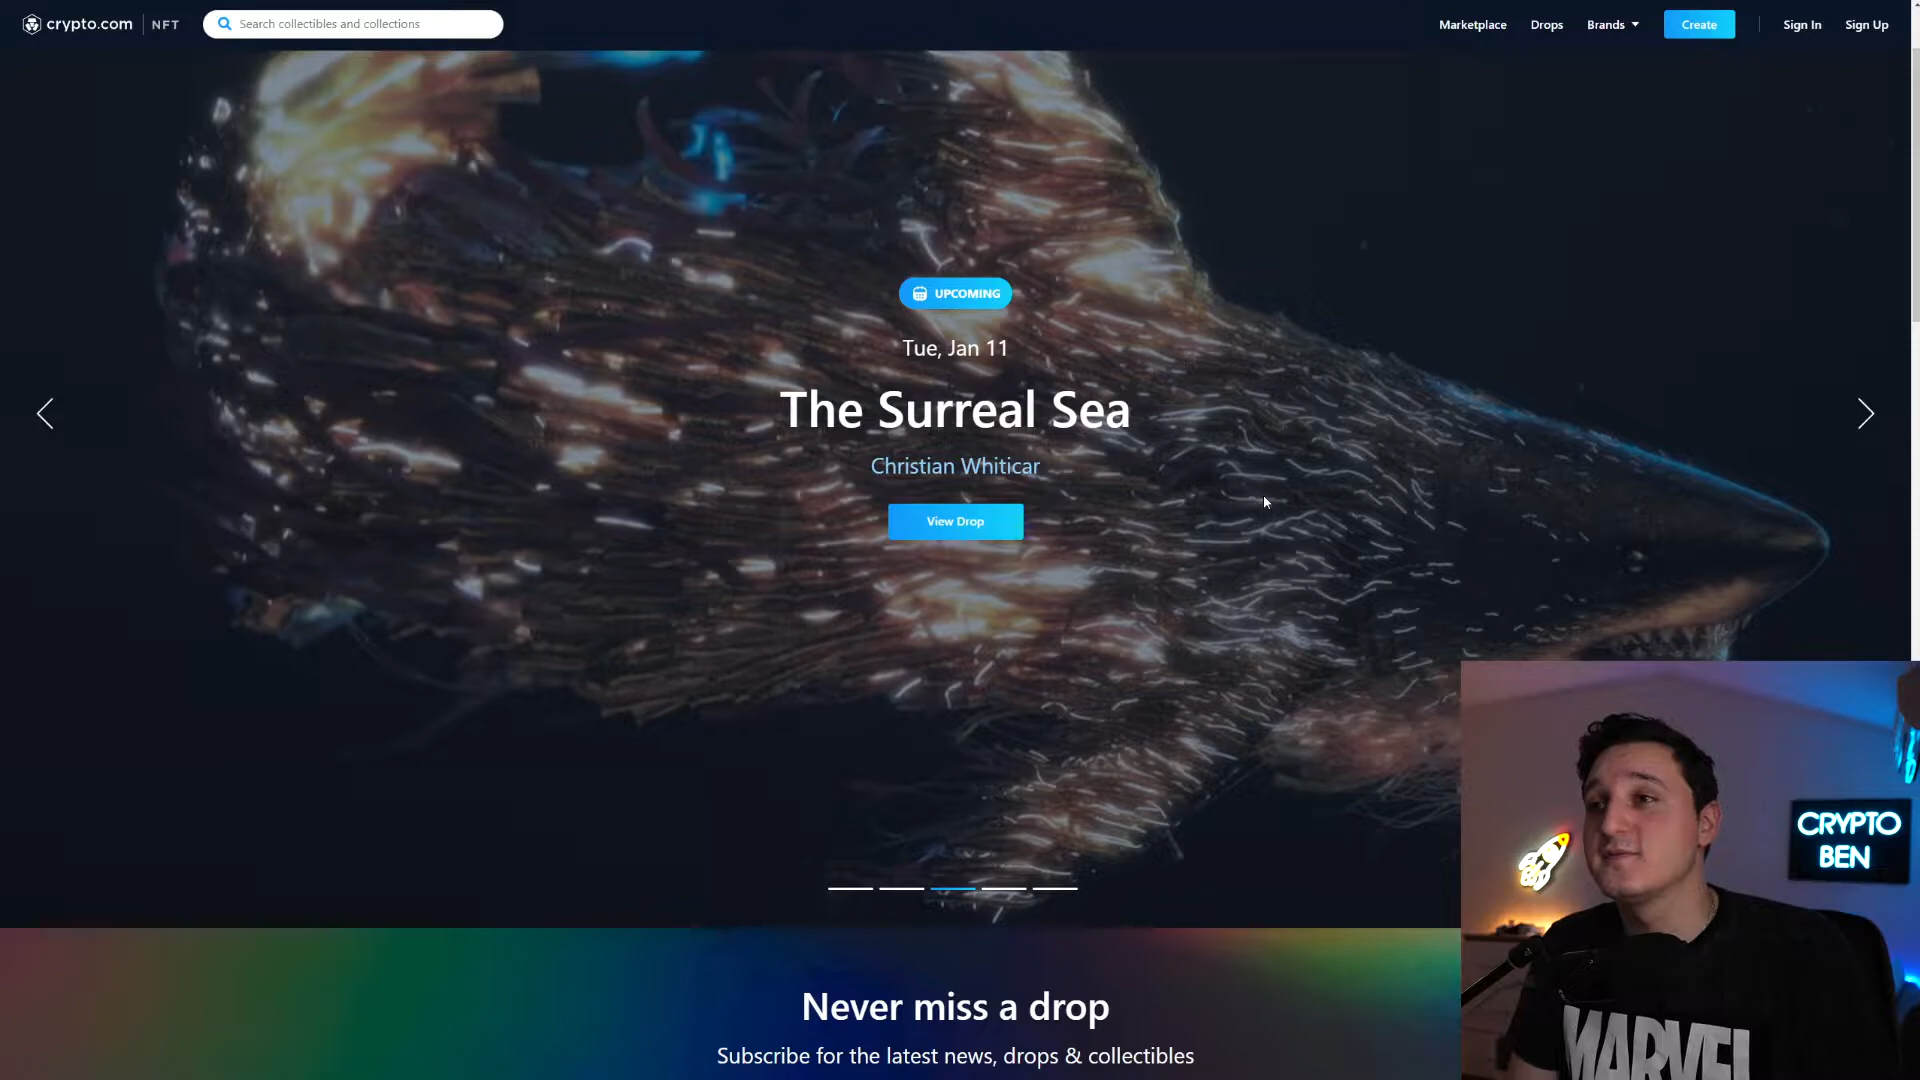 crypto.com | NFT
Search collectibles and collections
Marketplace
Drops
Brands
Create
Sign In
Sign Up
UPCOMING
Tue, Jan 11
The Surreal Sea
Christian Whiticar
View Drop
Never miss a drop
Subscribe for the latest news, drops & collectibles
CRYPTO
BEN
MARVEL